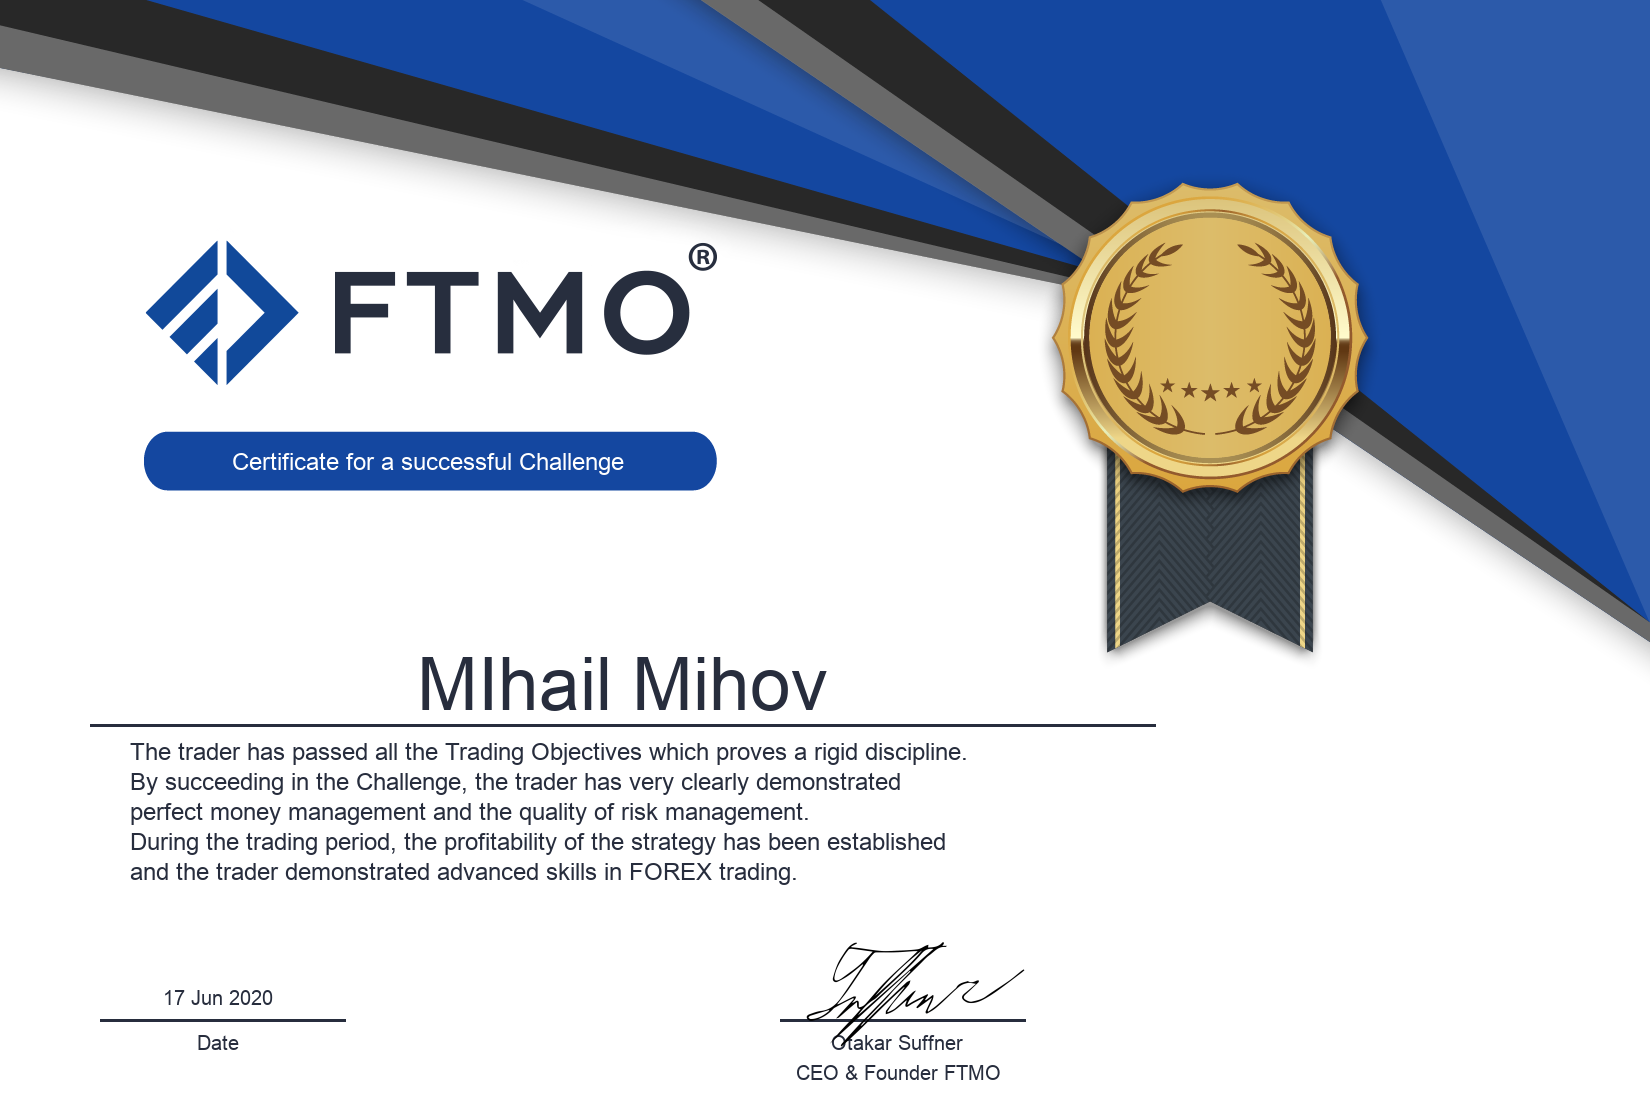 FTMO®
Certificate for a successful Challenge
MIhail Mihov
The trader has passed all the Trading Objectives which proves a rigid discipline.
By succeeding in the Challenge, the trader has very clearly demonstrated
perfect money management and the quality of risk management.
During the trading period, the profitability of the strategy has been established
and the trader demonstrated advanced skills in FOREX trading.
17 Jun 2020
Date
Otakar Suffner
CEO & Founder FTMO